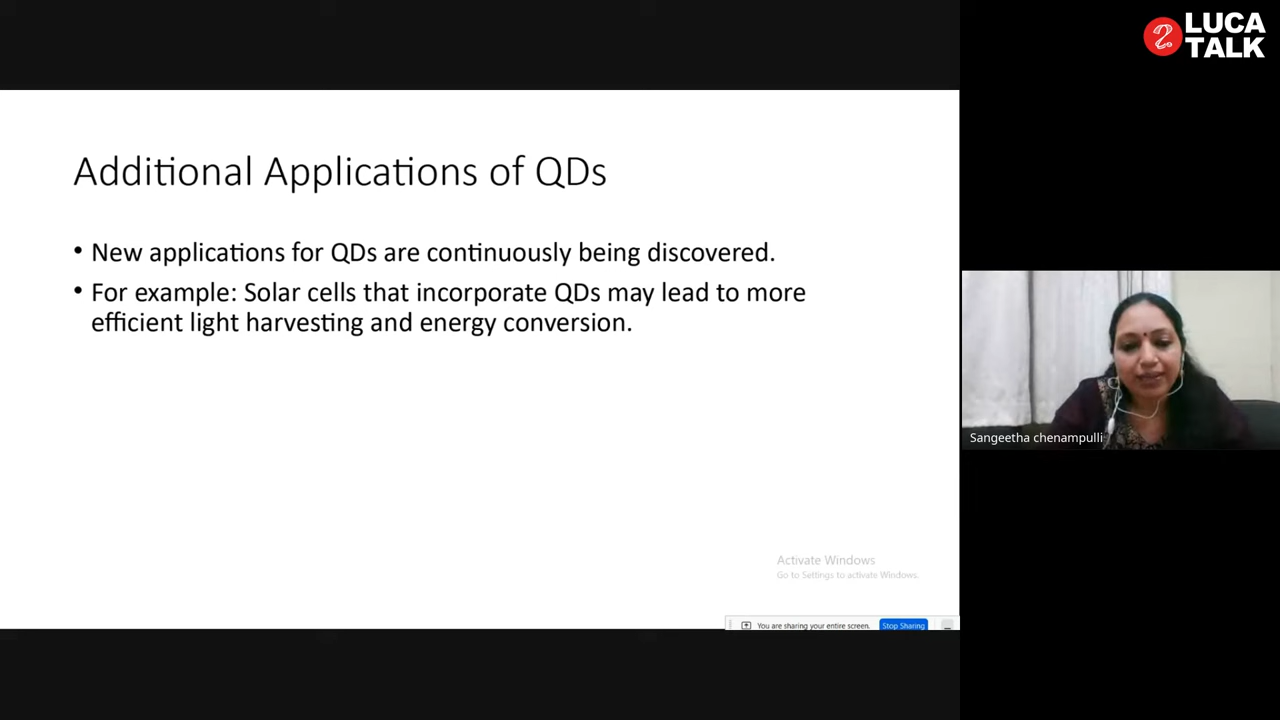 LUCA
TALK
Additional Applications of QDs
• New applications for QDs are continuously being discovered.
• For example: Solar cells that incorporate QDs may lead to more
efficient light harvesting and energy conversion.
Sangeetha chenampulli
Activate Windows
Go to Settings to activate Windows.
You are sharing your entire screen.
Stop Sharing